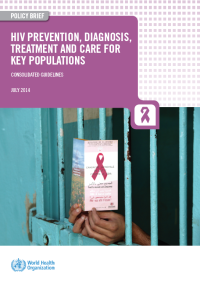 POLICY BRIEF
HIV PREVENTION, DIAGNOSIS,
TREATMENT AND CARE FOR
KEY POPULATIONS
CONSOLIDATED GUIDELINES
JULY 2014
World Health
Organization